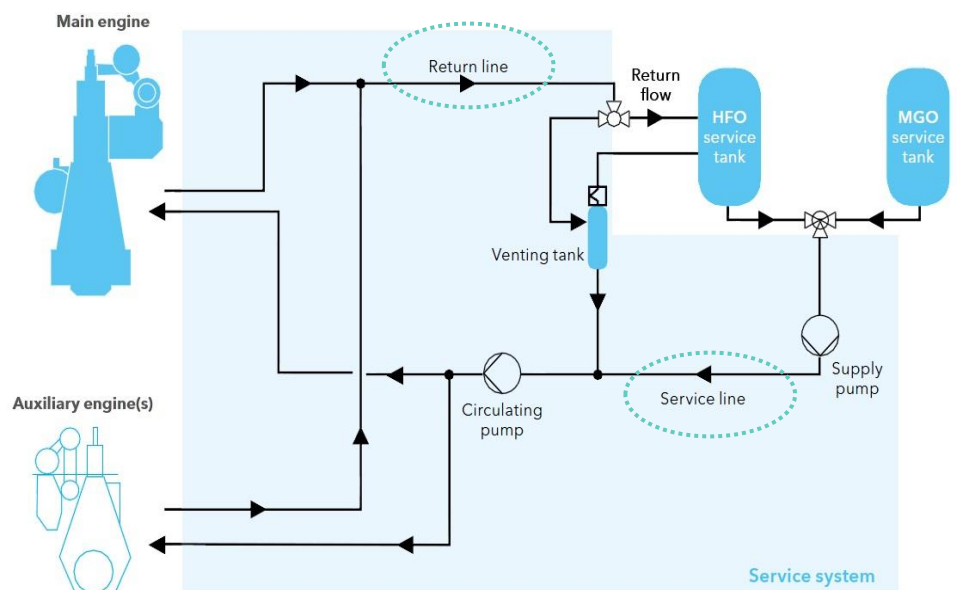 Main engine
Return line
Return
flow
HFO
service
tank
MGO
service
tank
Venting tank
Supply
pump
Service line
Circulating
pump
Auxiliary engine(s)
Service system